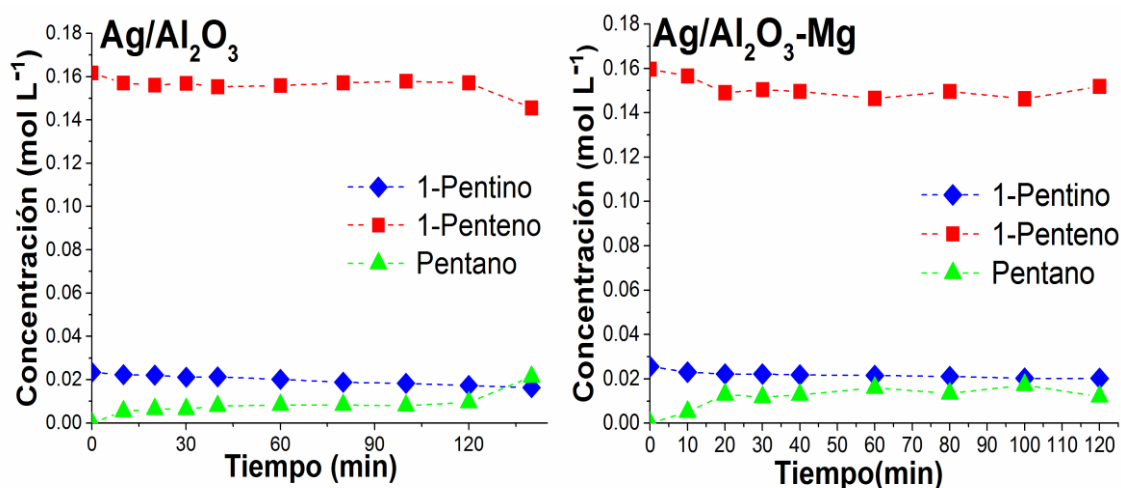 Ag/Al₂O₃
Concentración (mol L⁻¹)
0.18
0.16
0.14
0.12
0.10
0.08
0.06
0.04
0.02
0.00
1-Pentino
1-Penteno
Pentano
0 30 60 90 120
Tiempo (min)
Ag/Al₂O₃-Mg
Concentración (mol L⁻¹)
0.18
0.16
0.14
0.12
0.10
0.08
0.06
0.04
0.02
0.00
1-Pentino
1-Penteno
Pentano
0 10 20 30 40 50 60 70 80 90 100 110 120
Tiempo(min)